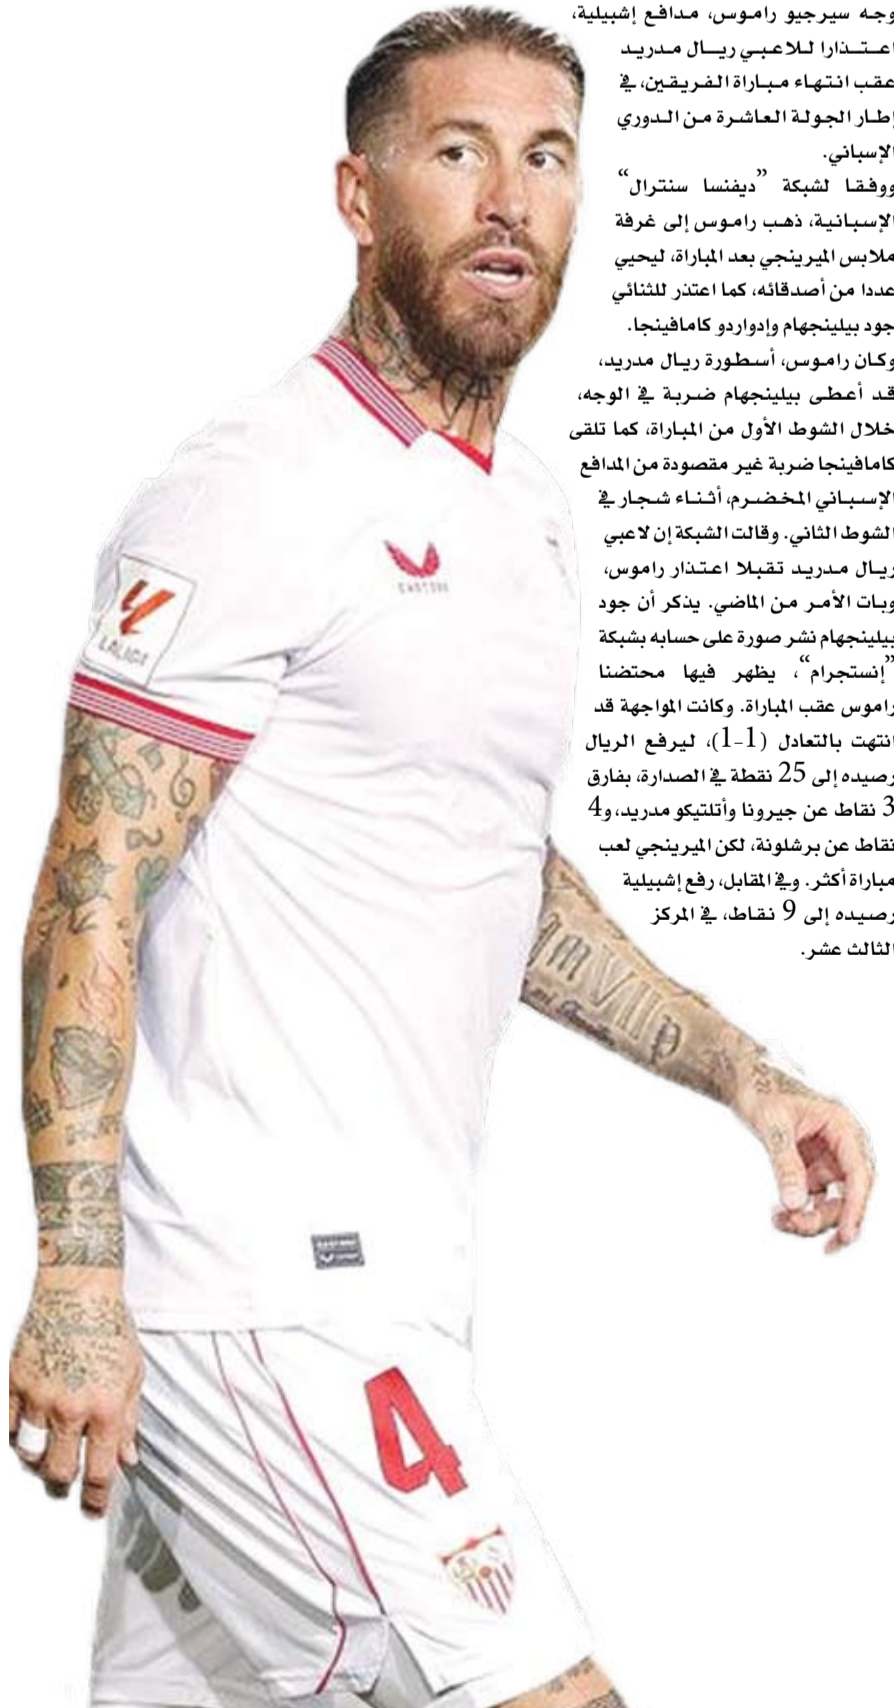 وجه سيرجيو راموس، مدافع إشبيلية،
اعتذارا للاعبي ريال مدريد
عقب انتهاء مباراة الفريقين، في
إطار الجولة العاشرة من الدوري
الإسباني.
ووفقا لشبكة ”ديفنسا سنترال“
الإسبانية، ذهب راموس إلى غرفة
ملابس الميرينجي بعد المباراة، ليحيي
عددا من أصدقائه، كما اعتذر للثنائي
جود بيلينجهام وإدواردو كامافينجا.
وكان راموس، أسطورة ريال مدريد،
قد أعطى بيلينجهام ضربة في الوجه،
خلال الشوط الأول من المباراة، كما تلقى
كامافينجا ضربة غير مقصودة من المدافع
الإسباني المخضرم، أثناء شجار في
الشوط الثاني. وقالت الشبكة إن لاعبي
ريال مدريد تقبلا اعتذار راموس،
وبات الأمر من الماضي. يذكر أن جود
بيلينجهام نشر صورة على حسابه بشبكة
”إنستجرام“، يظهر فيها محتضنا
راموس عقب المباراة. وكانت المواجهة قد
انتهت بالتعادل (1-1)، ليرفع الريال
رصيده إلى 25 نقطة في الصدارة، بفارق
3 نقاط عن جيرونا وأتلتيكو مدريد، و4
نقاط عن برشلونة، لكن الميرينجي لعب
مباراة أكثر. وفي المقابل، رفع إشبيلية
رصيده إلى 9 نقاط، في المركز
الثالث عشر.
CASTORE
LALIGA
4